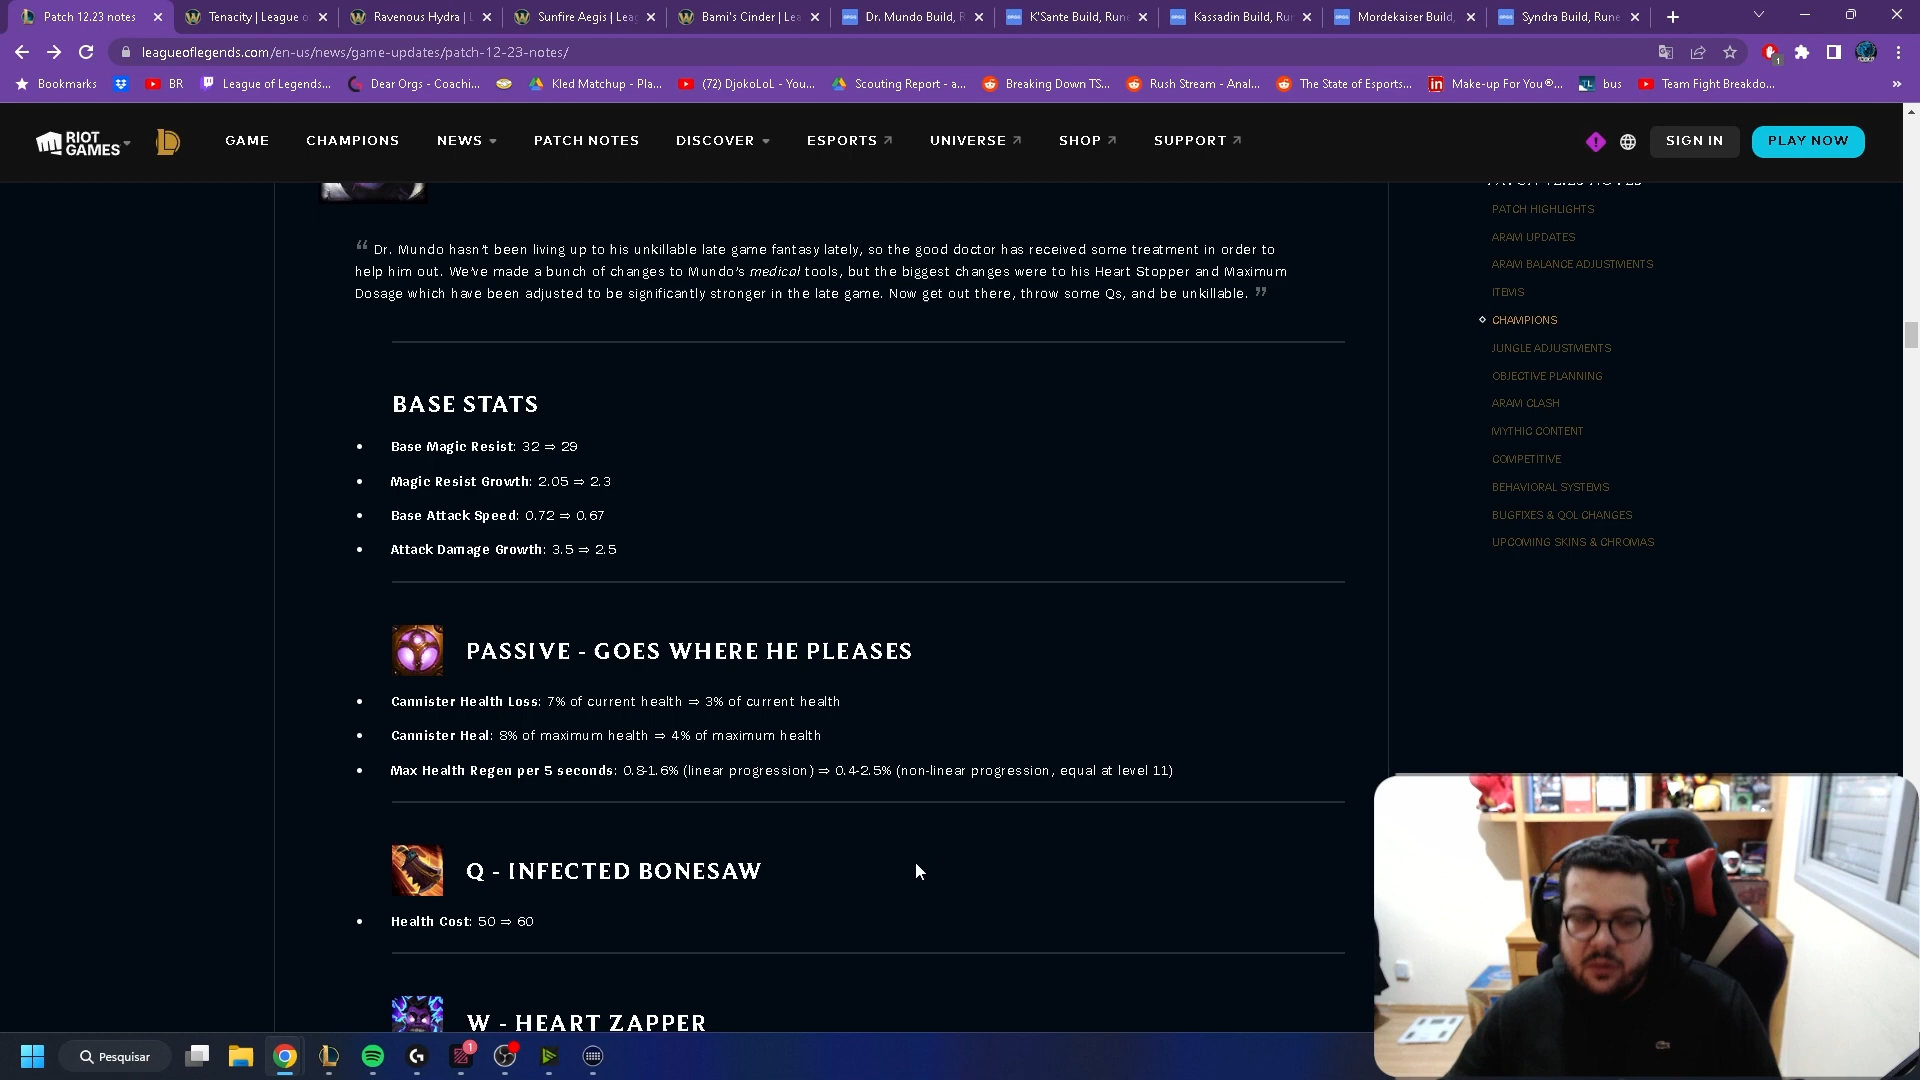 Patch 12.23 notes
Tenacity | League o
Ravenous Hydra | L
Sunfire Aegis | Leag
Bami's Cinder | Lea
Dr. Mundo Build, R
K'Sante Build, Rune
Kassadin Build, Ru
Mordekaiser Build,
Syndra Build, Rune
leagueoflegends.com/en-us/news/game-updates/patch-12-23-notes/
1
Bookmarks
BR
League of Legends...
Dear Orgs - Coachi...
Kled Matchup - Pla...
(72) DjokoLoL - You...
Scouting Report - a...
Breaking Down TS...
Rush Stream - Anal...
The State of Esports...
Make-up For You®...
bus
Team Fight Breakdo...
RIOT
GAMES
GAME
CHAMPIONS
NEWS
PATCH NOTES
DISCOVER
ESPORTS
UNIVERSE
SHOP
SUPPORT
SIGN IN
PLAY NOW
“ Dr. Mundo hasn't been living up to his unkillable late game fantasy lately, so the good doctor has received some treatment in order to
help him out. We've made a bunch of changes to Mundo's medical tools, but the biggest changes were to his Heart Stopper and Maximum
Dosage which have been adjusted to be significantly stronger in the late game. Now get out there, throw some Qs, and be unkillable. ”
BASE STATS
• Base Magic Resist: 32 ⇒ 29
• Magic Resist Growth: 2.05 ⇒ 2.3
• Base Attack Speed: 0.72 ⇒ 0.67
• Attack Damage Growth: 3.5 ⇒ 2.5
PASSIVE - GOES WHERE HE PLEASES
• Cannister Health Loss: 7% of current health ⇒ 3% of current health
• Cannister Heal: 8% of maximum health ⇒ 4% of maximum health
• Max Health Regen per 5 seconds: 0.8-1.6% (linear progression) ⇒ 0.4-2.5% (non-linear progression, equal at level 11)
Q - INFECTED BONESAW
• Health Cost: 50 ⇒ 60
W - HEART ZAPPER
PATCH 12.23 NOTES
PATCH HIGHLIGHTS
ARAM UPDATES
ARAM BALANCE ADJUSTMENTS
ITEMS
CHAMPIONS
JUNGLE ADJUSTMENTS
OBJECTIVE PLANNING
ARAM CLASH
MYTHIC CONTENT
COMPETITIVE
BEHAVIORAL SYSTEMS
BUGFIXES & QOL CHANGES
UPCOMING SKINS & CHROMAS
Pesquisar
1